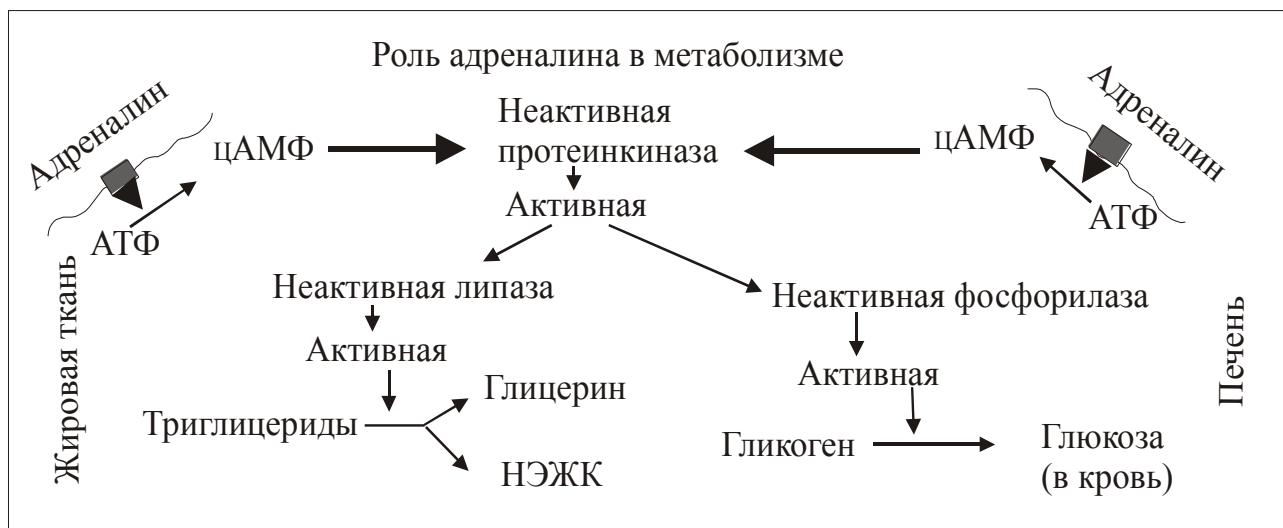 Роль адреналина в метаболизме
Адреналин
цАМФ
АТФ
Неактивная
протеинкиназа
Активная
цАМФ
Адреналин
АТФ
Жировая ткань
Неактивная липаза
Активная
Триглицериды
Глицерин
НЭЖК
Неактивная фосфорилаза
Активная
Гликоген
Глюкоза
(в кровь)
Печень